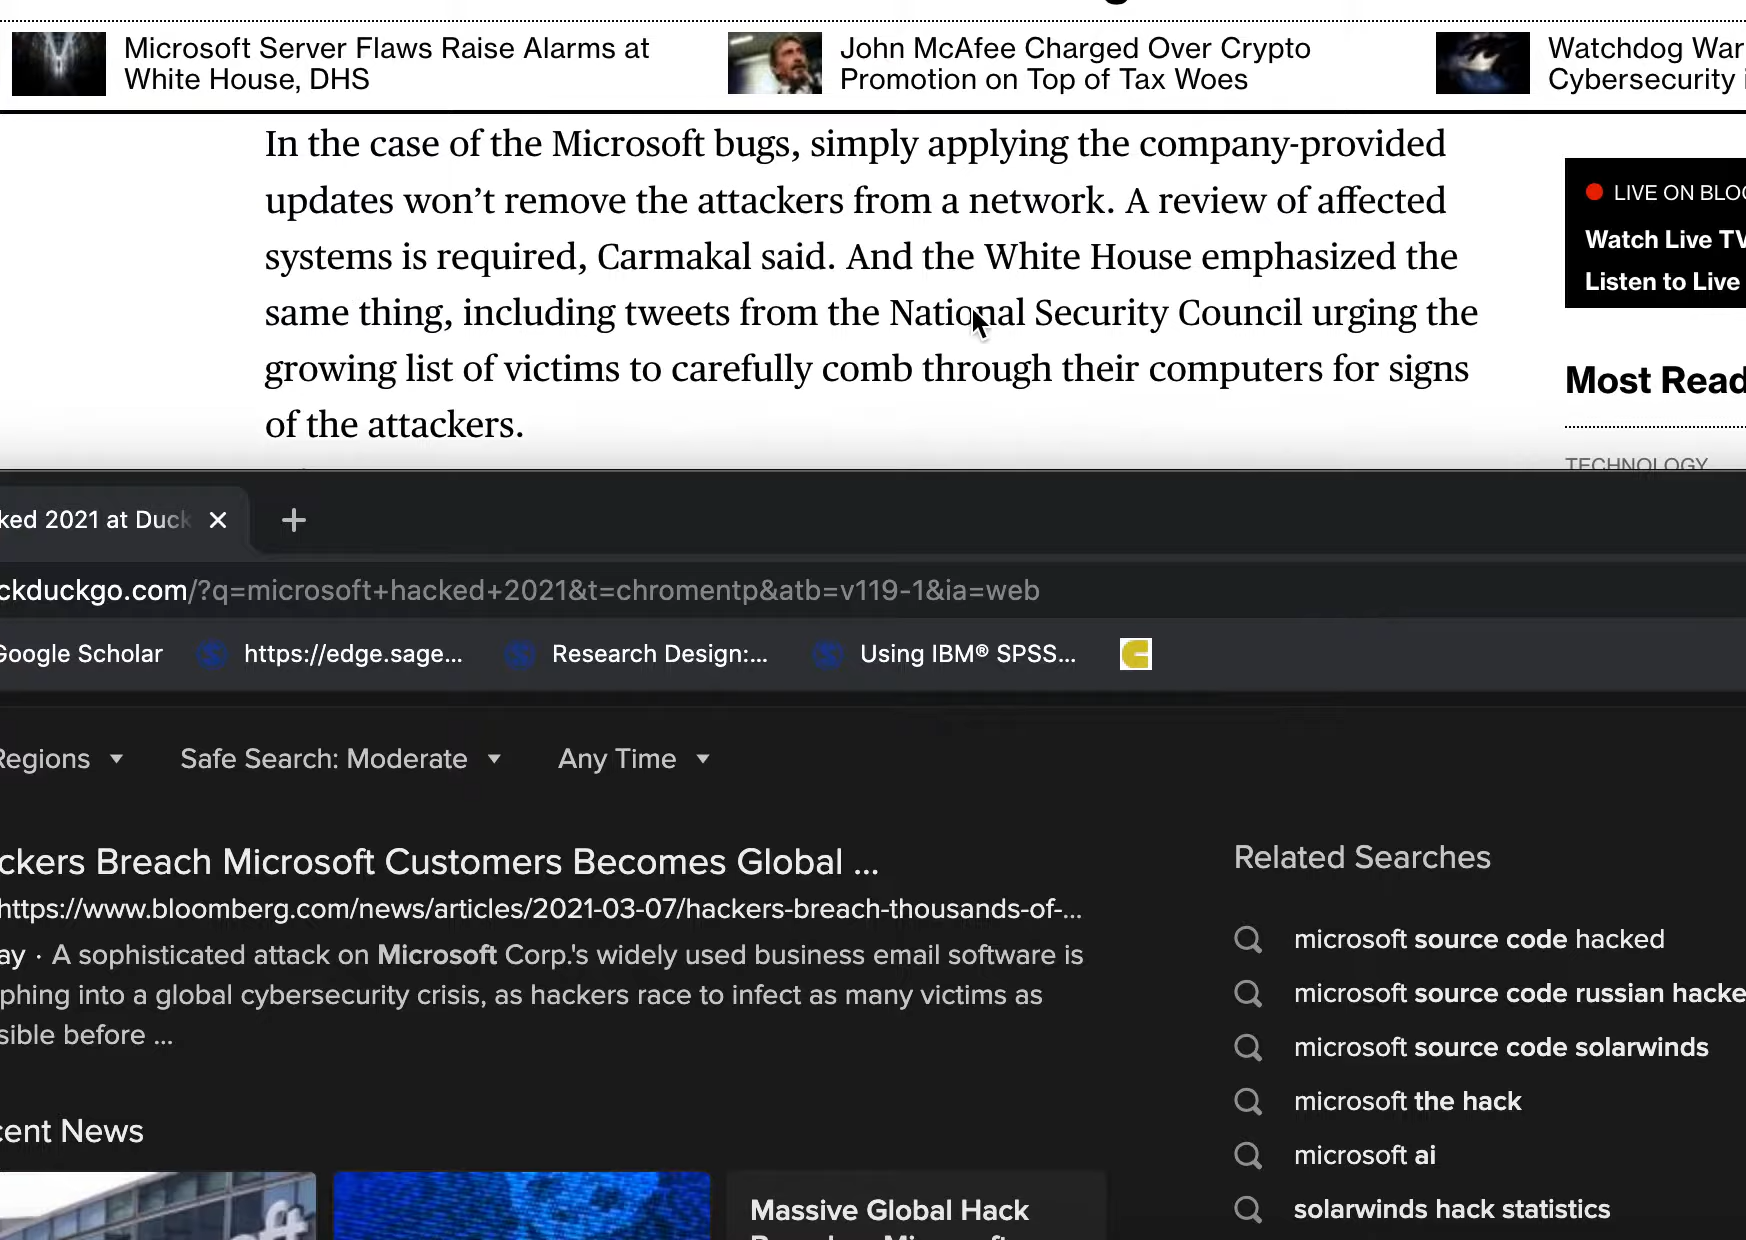 Microsoft Server Flaws Raise Alarms at
White House, DHS
John McAfee Charged Over Crypto
Promotion on Top of Tax Woes
Watchdog War
Cybersecurity
In the case of the Microsoft bugs, simply applying the company-provided
updates won’t remove the attackers from a network. A review of affected
systems is required, Carmakal said. And the White House emphasized the
same thing, including tweets from the National Security Council urging the
growing list of victims to carefully comb through their computers for signs
of the attackers.
LIVE ON BLOO
Watch Live TV
Listen to Live
Most Read
TECHNOLOGY
ked 2021 at Duck
ckduckgo.com/?q=microsoft+hacked+2021&t=chromentp&atb=v119-1&ia=web
Google Scholar
https://edge.sage...
Research Design:...
Using IBM® SPSS...
Regions
Safe Search: Moderate
Any Time
ckers Breach Microsoft Customers Becomes Global ...
https://www.bloomberg.com/news/articles/2021-03-07/hackers-breach-thousands-of-...
ay · A sophisticated attack on Microsoft Corp.'s widely used business email software is
phing into a global cybersecurity crisis, as hackers race to infect as many victims as
sible before ...
cent News
Massive Global Hack
Related Searches
microsoft source code hacked
microsoft source code russian hacke
microsoft source code solarwinds
microsoft the hack
microsoft ai
solarwinds hack statistics